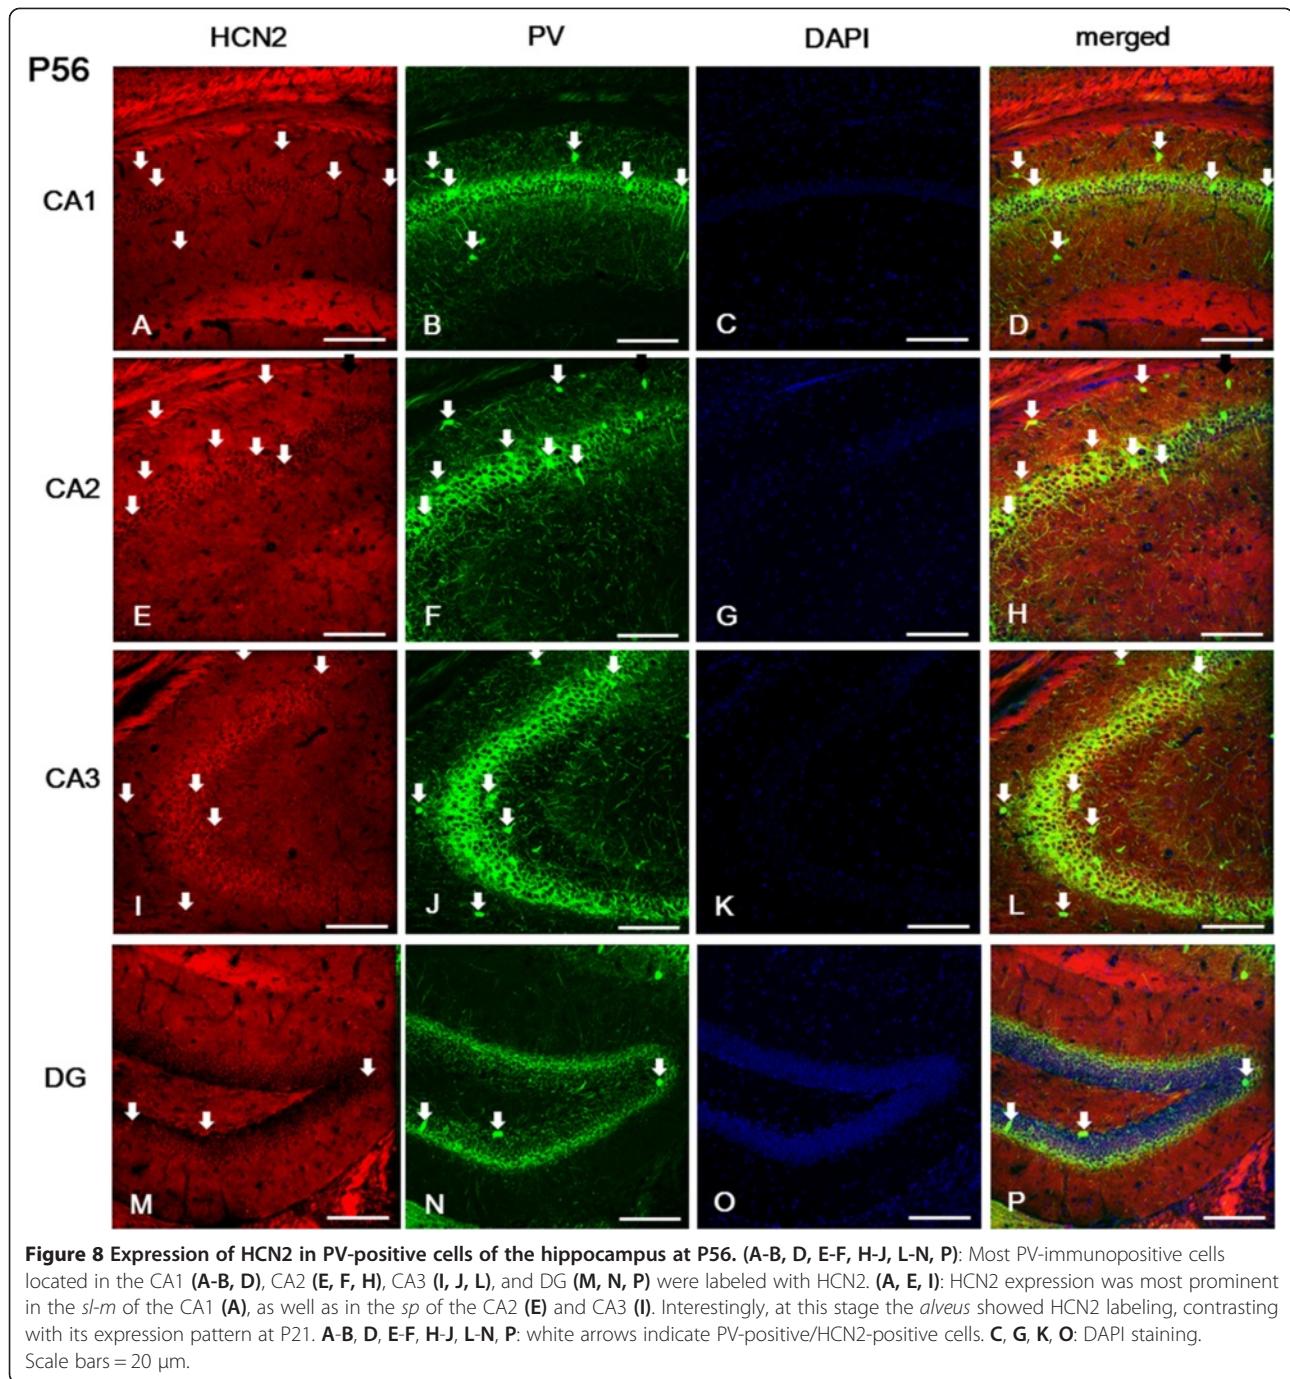 HCN2 PV DAPI merged
P56
CA1
A B C D
CA2
E F G H
CA3
I J K L
DG
M N O P
Figure 8 Expression of HCN2 in PV-positive cells of the hippocampus at P56. (A-B, D, E-F, H-J, L-N, P): Most PV-immunopositive cells
located in the CA1 (A-B, D), CA2 (E, F, H), CA3 (I, J, L), and DG (M, N, P) were labeled with HCN2. (A, E, I): HCN2 expression was most prominent
in the sl-m of the CA1 (A), as well as in the sp of the CA2 (E) and CA3 (I). Interestingly, at this stage the alveus showed HCN2 labeling, contrasting
with its expression pattern at P21. A-B, D, E-F, H-J, L-N, P: white arrows indicate PV-positive/HCN2-positive cells. C, G, K, O: DAPI staining.
Scale bars = 20 μm.